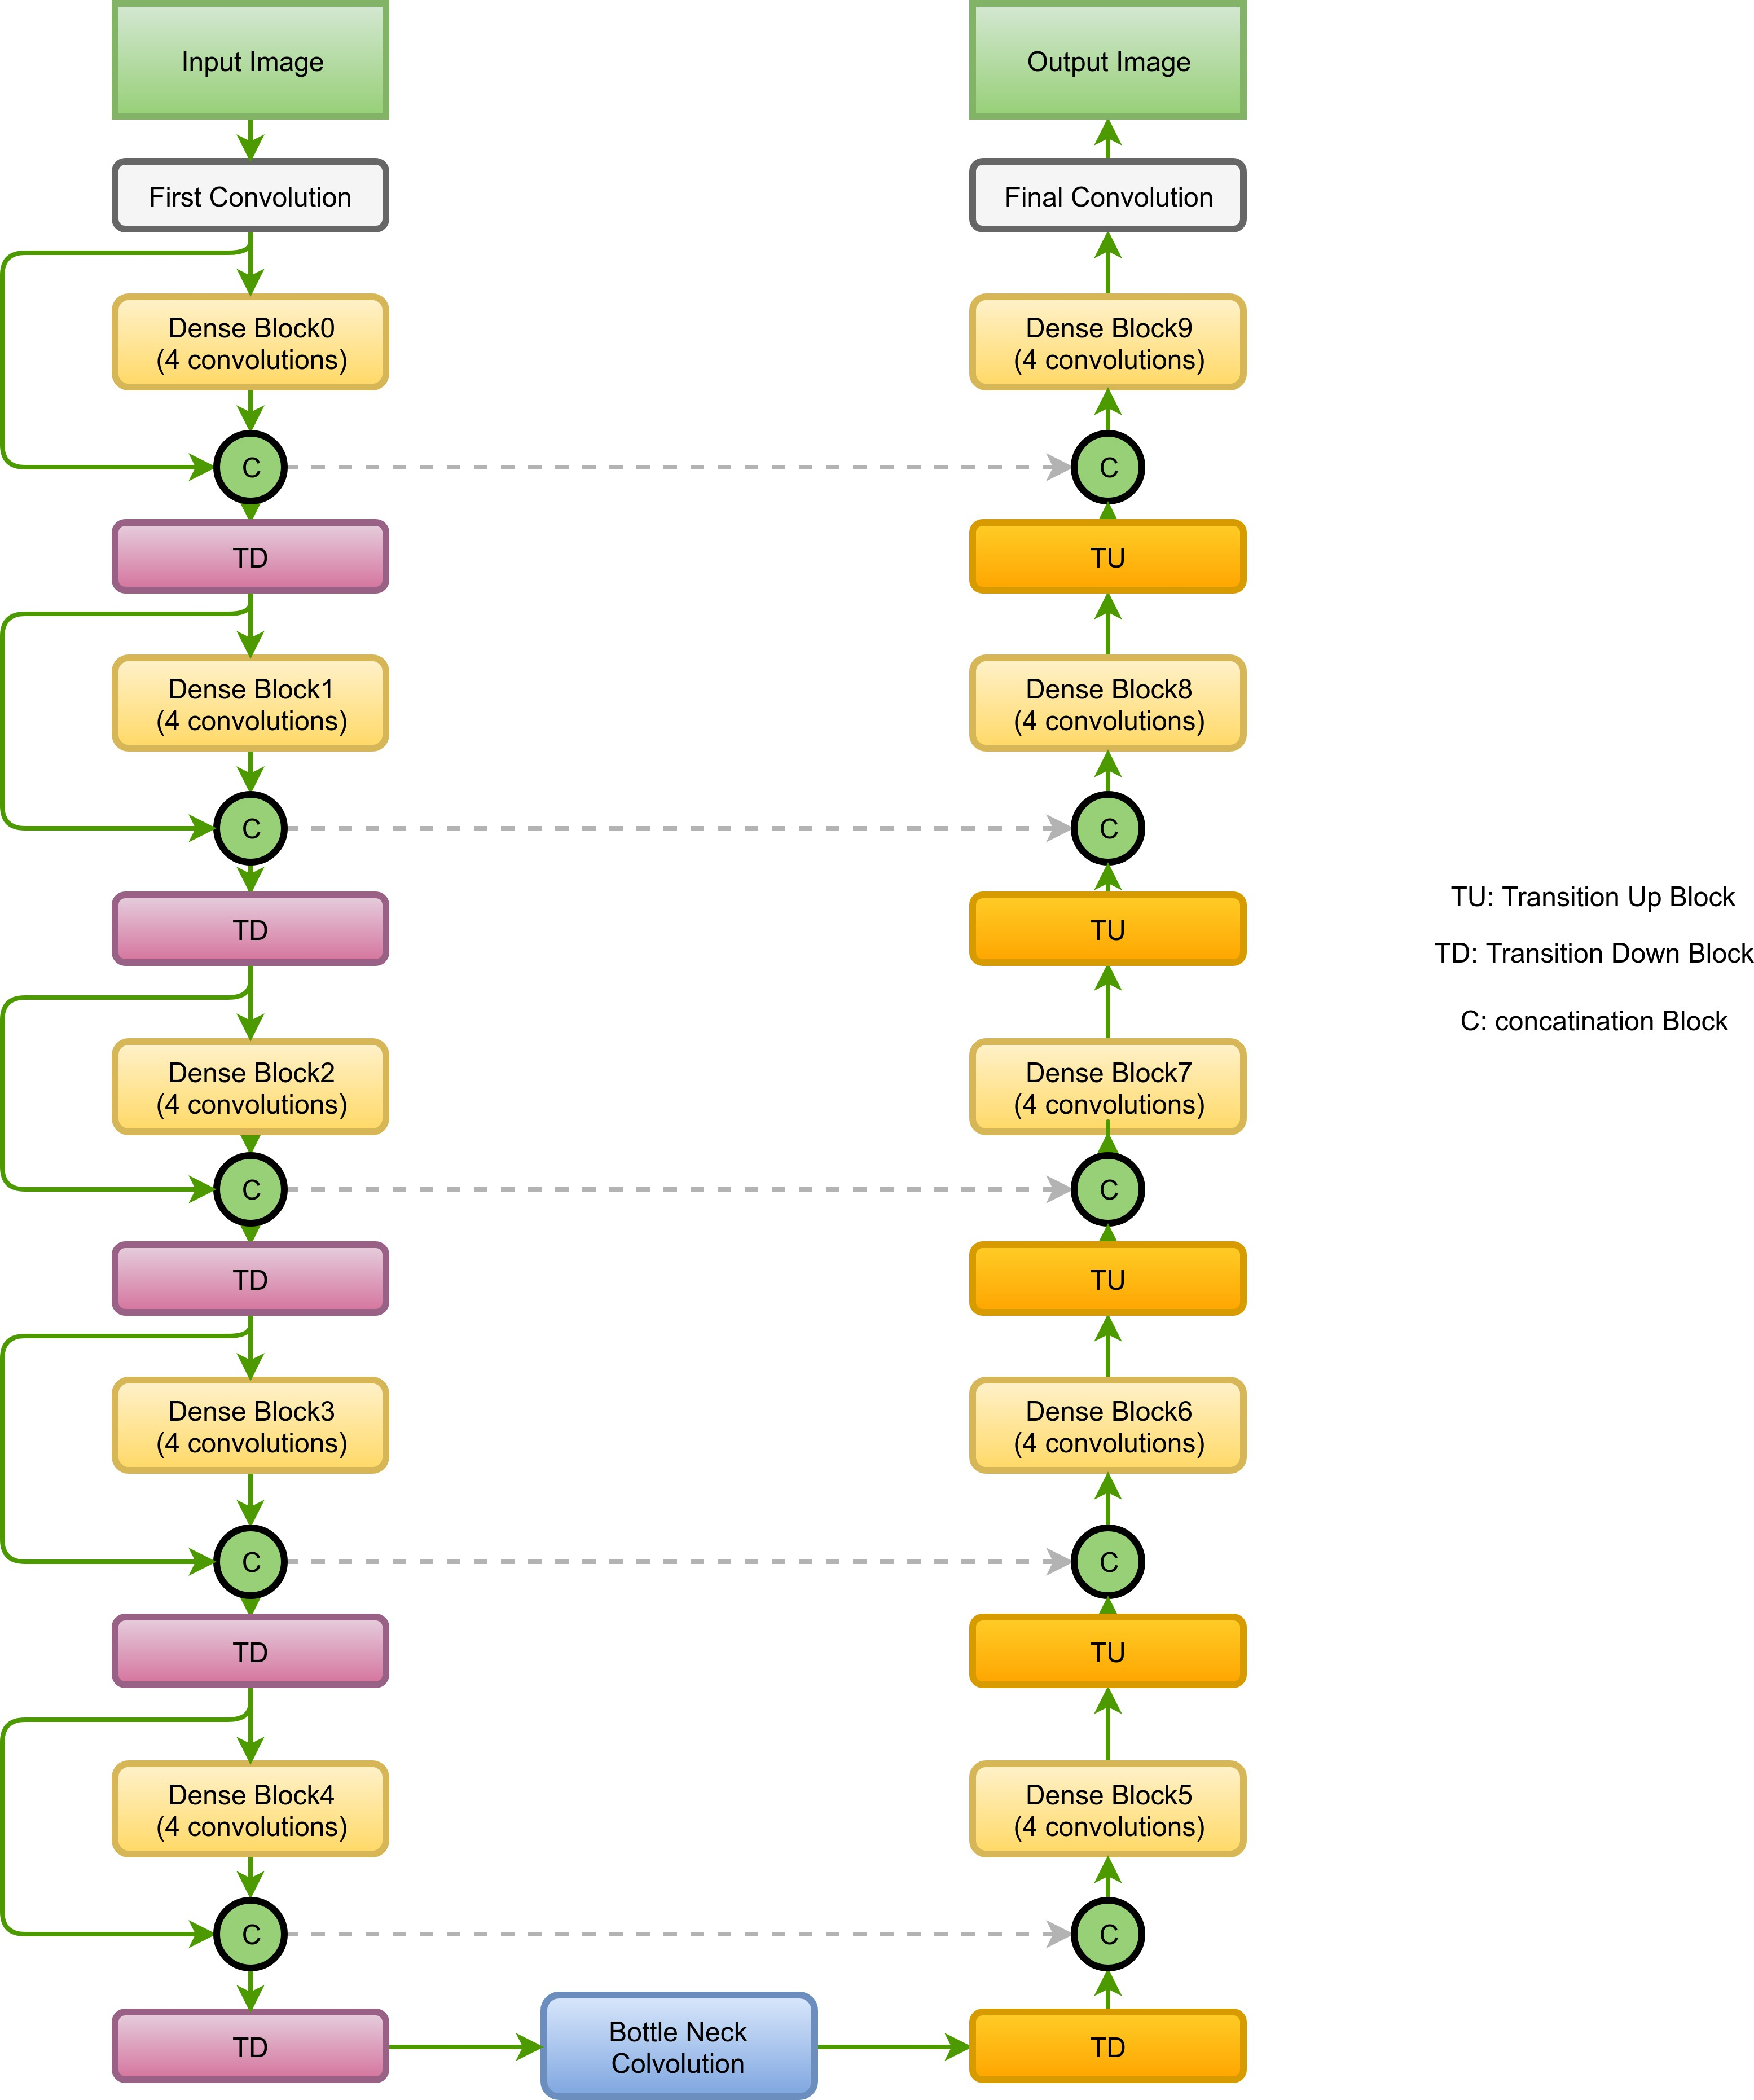 Input Image
First Convolution
Dense Block0
(4 convolutions)
C
TD
Dense Block1
(4 convolutions)
C
TD
Dense Block2
(4 convolutions)
C
TD
Dense Block3
(4 convolutions)
C
TD
Dense Block4
(4 convolutions)
C
TD
Bottle Neck
Colvolution
Output Image
Final Convolution
Dense Block9
(4 convolutions)
C
TU
Dense Block8
(4 convolutions)
C
TU
Dense Block7
(4 convolutions)
C
TU
Dense Block6
(4 convolutions)
C
TU
Dense Block5
(4 convolutions)
C
TD
TU: Transition Up Block
TD: Transition Down Block
C: concatination Block